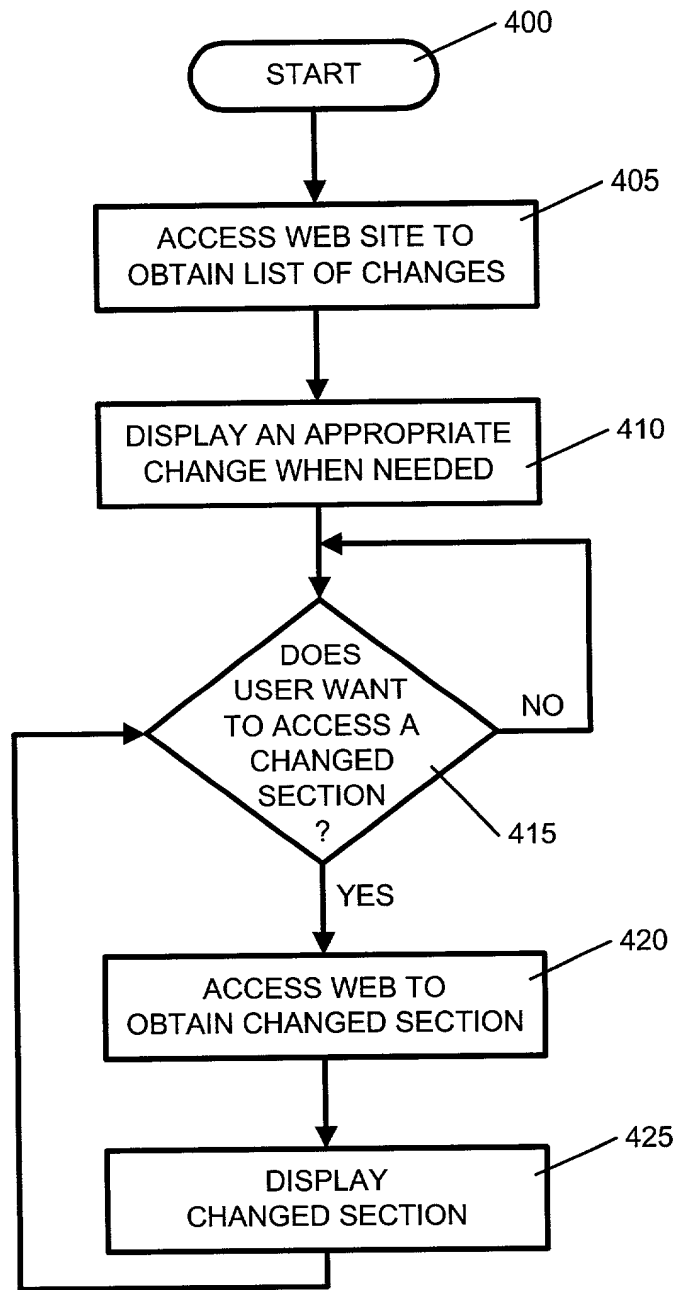 400
START
405
ACCESS WEB SITE TO
OBTAIN LIST OF CHANGES
410
DISPLAY AN APPROPRIATE
CHANGE WHEN NEEDED
DOES
USER WANT
TO ACCESS A
CHANGED
SECTION
?
NO
415
YES
420
ACCESS WEB TO
OBTAIN CHANGED SECTION
425
DISPLAY
CHANGED SECTION